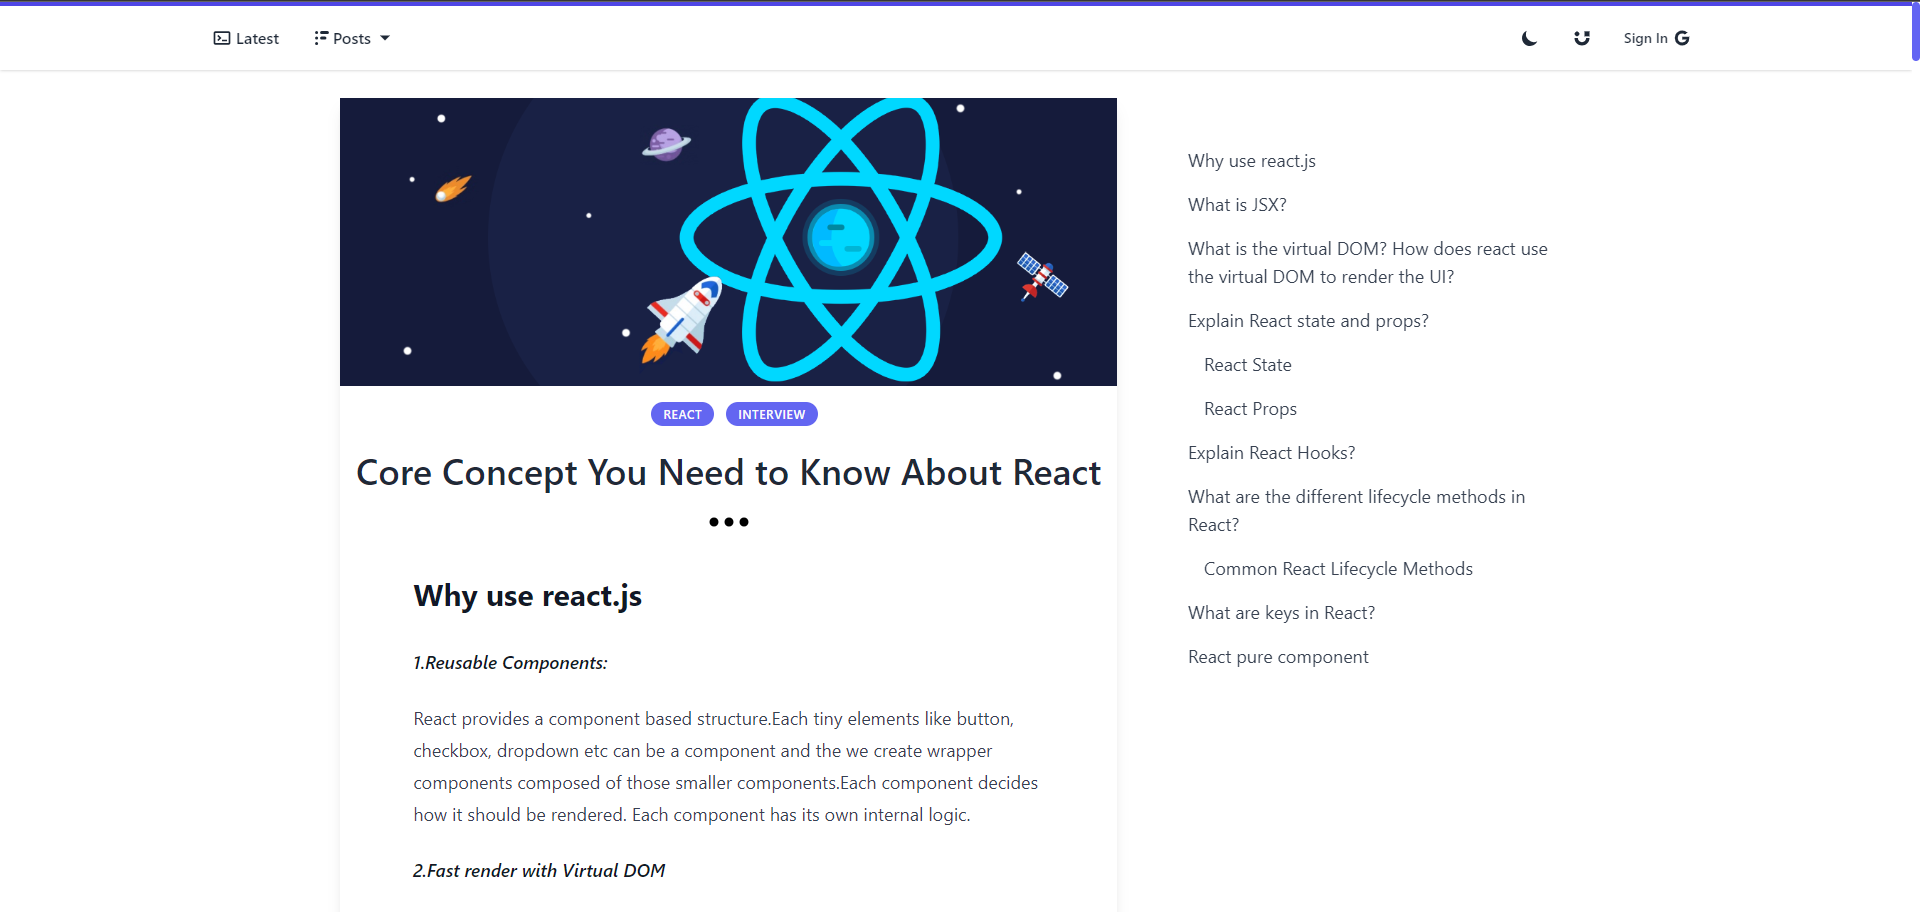 Latest
Posts
Sign In
REACT
INTERVIEW
Core Concept You Need to Know About React
Why use react.js
1.Reusable Components:
React provides a component based structure.Each tiny elements like button,
checkbox, dropdown etc can be a component and the we create wrapper
components composed of those smaller components.Each component decides
how it should be rendered. Each component has its own internal logic.
2.Fast render with Virtual DOM
Why use react.js
What is JSX?
What is the virtual DOM? How does react use
the virtual DOM to render the UI?
Explain React state and props?
React State
React Props
Explain React Hooks?
What are the different lifecycle methods in
React?
Common React Lifecycle Methods
What are keys in React?
React pure component